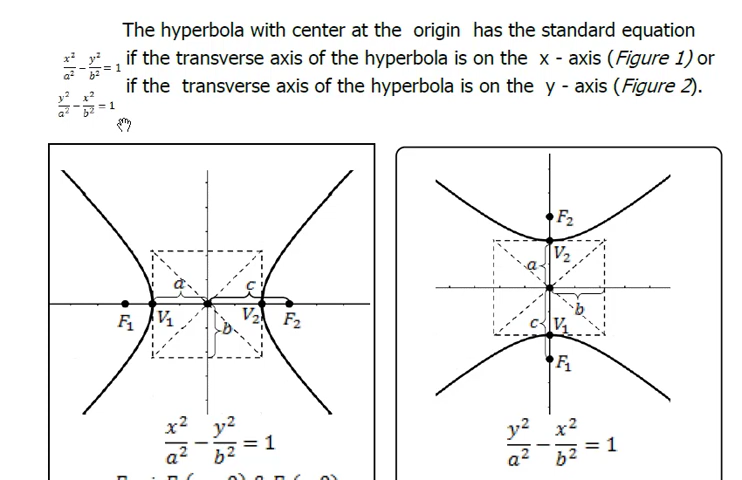 The hyperbola with center at the origin has the standard equation
x²/a² - y²/b² = 1 if the transverse axis of the hyperbola is on the x - axis (Figure 1) or
y²/a² - x²/b² = 1 if the transverse axis of the hyperbola is on the y - axis (Figure 2).
a c
F₁ V₁ V₂ F₂
b
x²/a² - y²/b² = 1
F₂
V₂
a
b
c V₁
F₁
y²/a² - x²/b² = 1